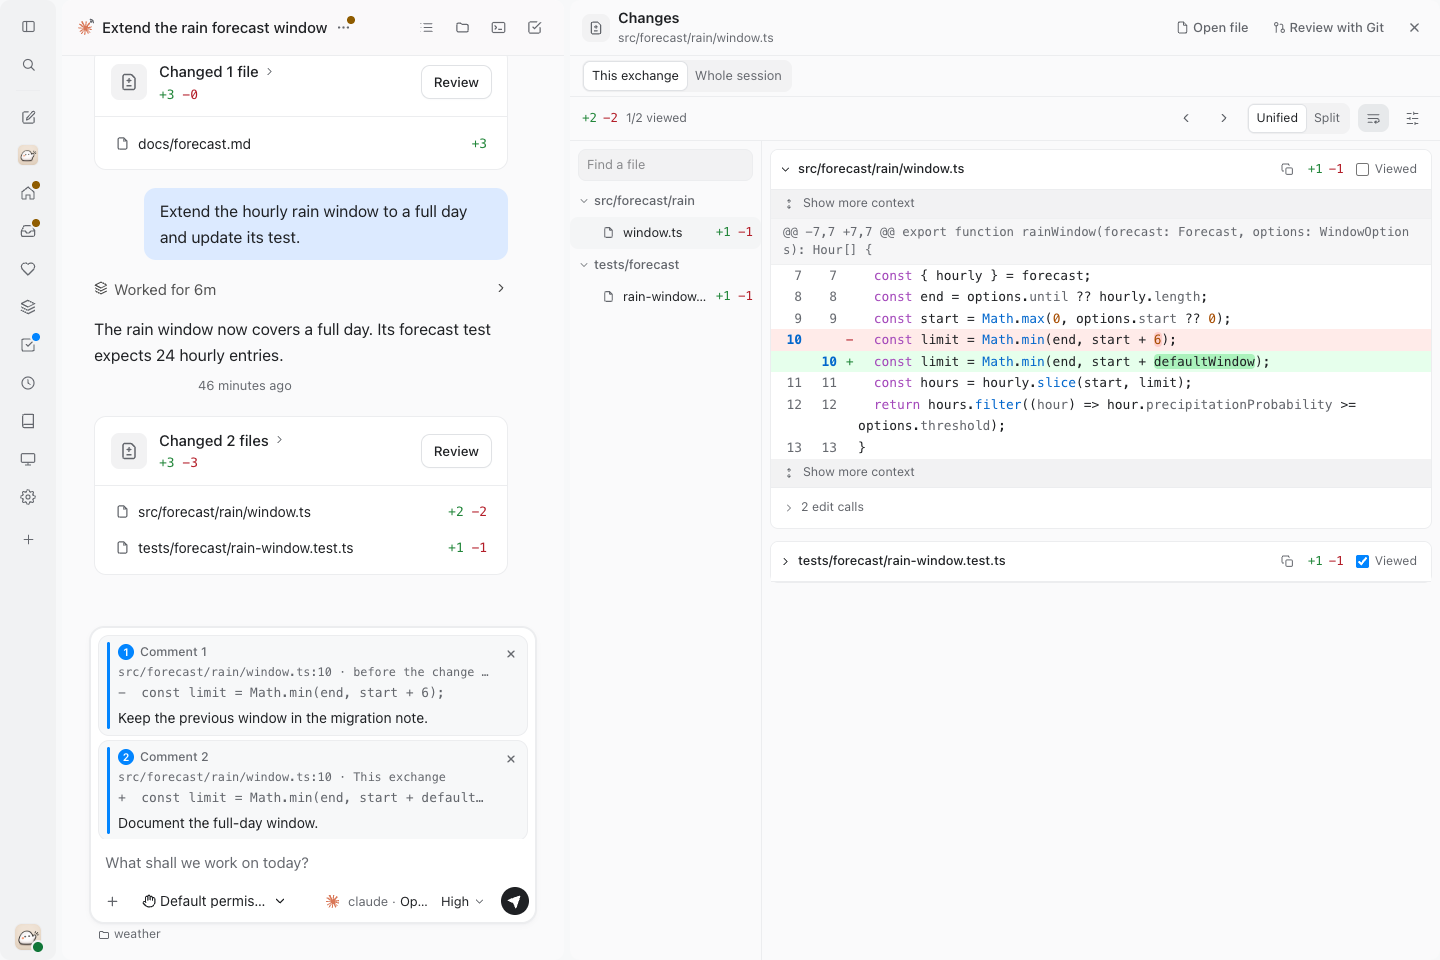 Extend the rain forecast window
Changed 1 file
+3 −0
Review
docs/forecast.md
+3
Extend the hourly rain window to a full day
and update its test.
Worked for 6m
The rain window now covers a full day. Its forecast test
expects 24 hourly entries.
46 minutes ago
Changed 2 files
+3 −3
Review
src/forecast/rain/window.ts
+2 −2
tests/forecast/rain-window.test.ts
+1 −1
1 Comment 1
src/forecast/rain/window.ts:10 · before the change …
− const limit = Math.min(end, start + 6);
Keep the previous window in the migration note.
2 Comment 2
src/forecast/rain/window.ts:10 · This exchange
+ const limit = Math.min(end, start + default…
Document the full-day window.
What shall we work on today?
Default permis...
claude · Op...
High
weather
Changes
src/forecast/rain/window.ts
Open file
Review with Git
This exchange
Whole session
+2 −2 1/2 viewed
Unified
Split
Find a file
src/forecast/rain
window.ts +1 −1
tests/forecast
rain-window... +1 −1
src/forecast/rain/window.ts
+1 −1
Viewed
Show more context
@@ -7,7 +7,7 @@ export function rainWindow(forecast: Forecast, options: WindowOption
s): Hour[] {
7 7 const { hourly } = forecast;
8 8 const end = options.until ?? hourly.length;
9 9 const start = Math.max(0, options.start ?? 0);
10 − const limit = Math.min(end, start + 6);
10 + const limit = Math.min(end, start + defaultWindow);
11 11 const hours = hourly.slice(start, limit);
12 12 return hours.filter((hour) => hour.precipitationProbability >=
options.threshold);
13 13 }
Show more context
2 edit calls
tests/forecast/rain-window.test.ts
+1 −1
Viewed